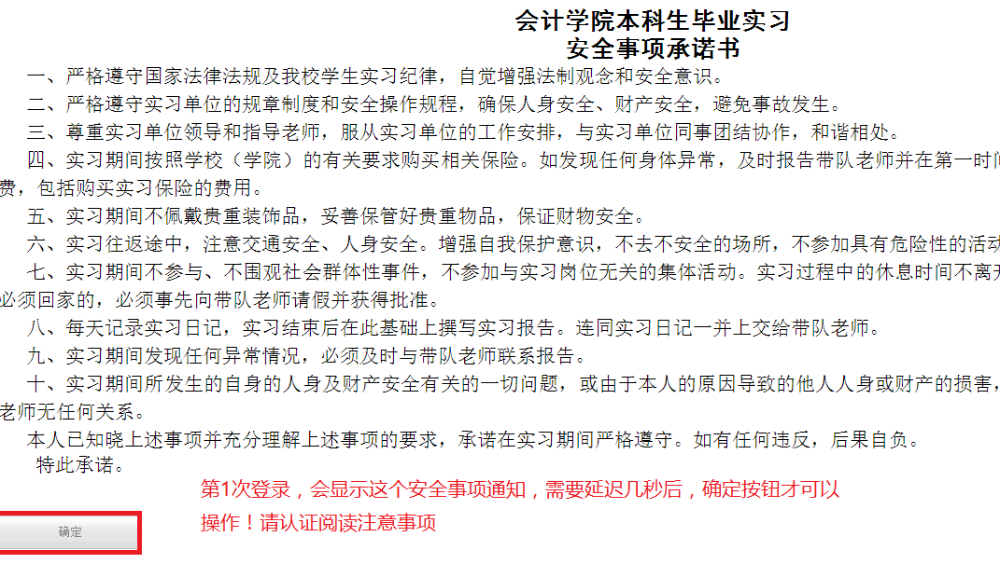 会计学院本科生毕业实习
安全事项承诺书
一、严格遵守国家法律法规及我校学生实习纪律，自觉增强法制观念和安全意识。
二、严格遵守实习单位的规章制度和安全操作规程，确保人身安全、财产安全，避免事故发生。
三、尊重实习单位领导和指导老师，服从实习单位的工作安排，与实习单位同事团结协作，和谐相处。
四、实习期间按照学校（学院）的有关要求购买相关保险。如发现任何身体异常，及时报告带队老师并在第一时间
费，包括购买实习保险的费用。
五、实习期间不佩戴贵重装饰品，妥善保管好贵重物品，保证财物安全。
六、实习往返途中，注意交通安全、人身安全。增强自我保护意识，不去不安全的场所，不参加具有危险性的活动
七、实习期间不参与、不围观社会群体性事件，不参加与实习岗位无关的集体活动。实习过程中的休息时间不离开
必须回家的，必须事先向带队老师请假并获得批准。
八、每天记录实习日记，实习结束后在此基础上撰写实习报告。连同实习日记一并上交给带队老师。
九、实习期间发现任何异常情况，必须及时与带队老师联系报告。
十、实习期间所发生的自身的人身及财产安全有关的一切问题，或由于本人的原因导致的他人人身或财产的损害，
老师无任何关系。
本人已知晓上述事项并充分理解上述事项的要求，承诺在实习期间严格遵守。如有任何违反，后果自负。
特此承诺。
第1次登录，会显示这个安全事项通知，需要延迟几秒后，确定按钮才可以
操作！请认证阅读注意事项
确定